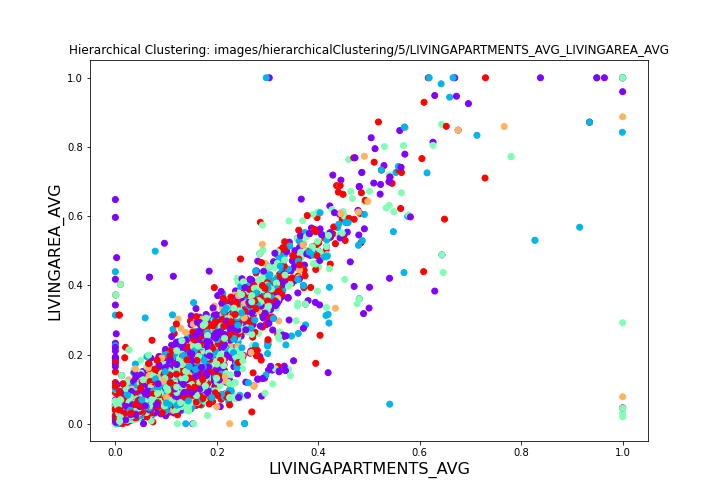 Hierarchical Clustering: images/hierarchicalClustering/5/LIVINGAPARTMENTS_AVG_LIVINGAREA_AVG
1.0
0.8
0.6
0.4
0.2
0.0
LIVINGAREA_AVG
0.0 0.2 0.4 0.6 0.8 1.0
LIVINGAPARTMENTS_AVG